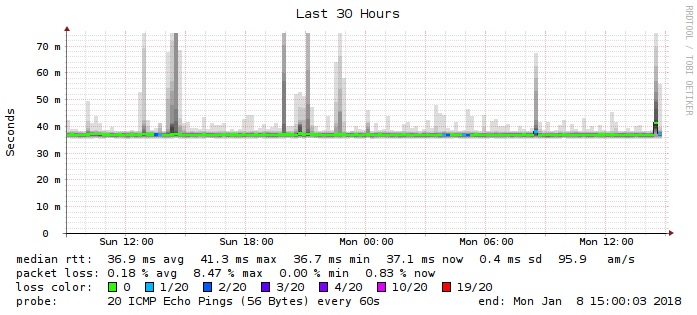 Last 30 Hours
RRDTOOL / TOBI OETIKER
Seconds
70 m
60 m
50 m
40 m
30 m
20 m
10 m
0
Sun 12:00 Sun 18:00 Mon 00:00 Mon 06:00 Mon 12:00
median rtt: 36.9 ms avg 41.3 ms max 36.7 ms min 37.1 ms now 0.4 ms sd 95.9 am/s
packet loss: 0.18 % avg 8.47 % max 0.00 % min 0.83 % now
loss color: 0 1/20 2/20 3/20 4/20 10/20 19/20
probe: 20 ICMP Echo Pings (56 Bytes) every 60s end: Mon Jan 8 15:00:03 2018